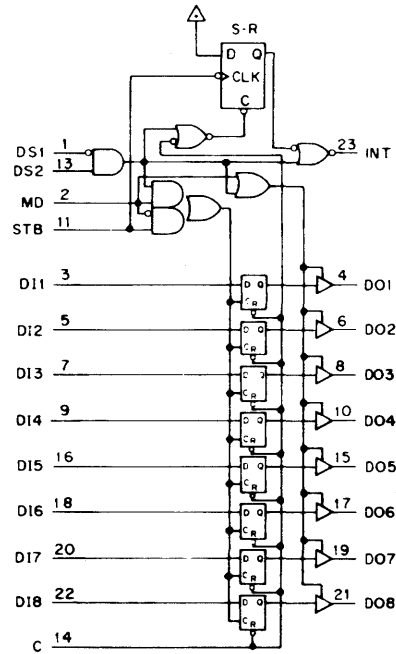 S-R
D Q
CLK
C
DS1 1
DS2 13
MD 2
STB 11
23 INT
DI1 3 D Q C R 4 DO1
DI2 5 D Q C R 6 DO2
DI3 7 D Q C R 8 DO3
DI4 9 D Q C R 10 DO4
DI5 16 D Q C R 15 DO5
DI6 18 D Q C R 17 DO6
DI7 20 D Q C R 19 DO7
DI8 22 D Q C R 21 DO8
C 14